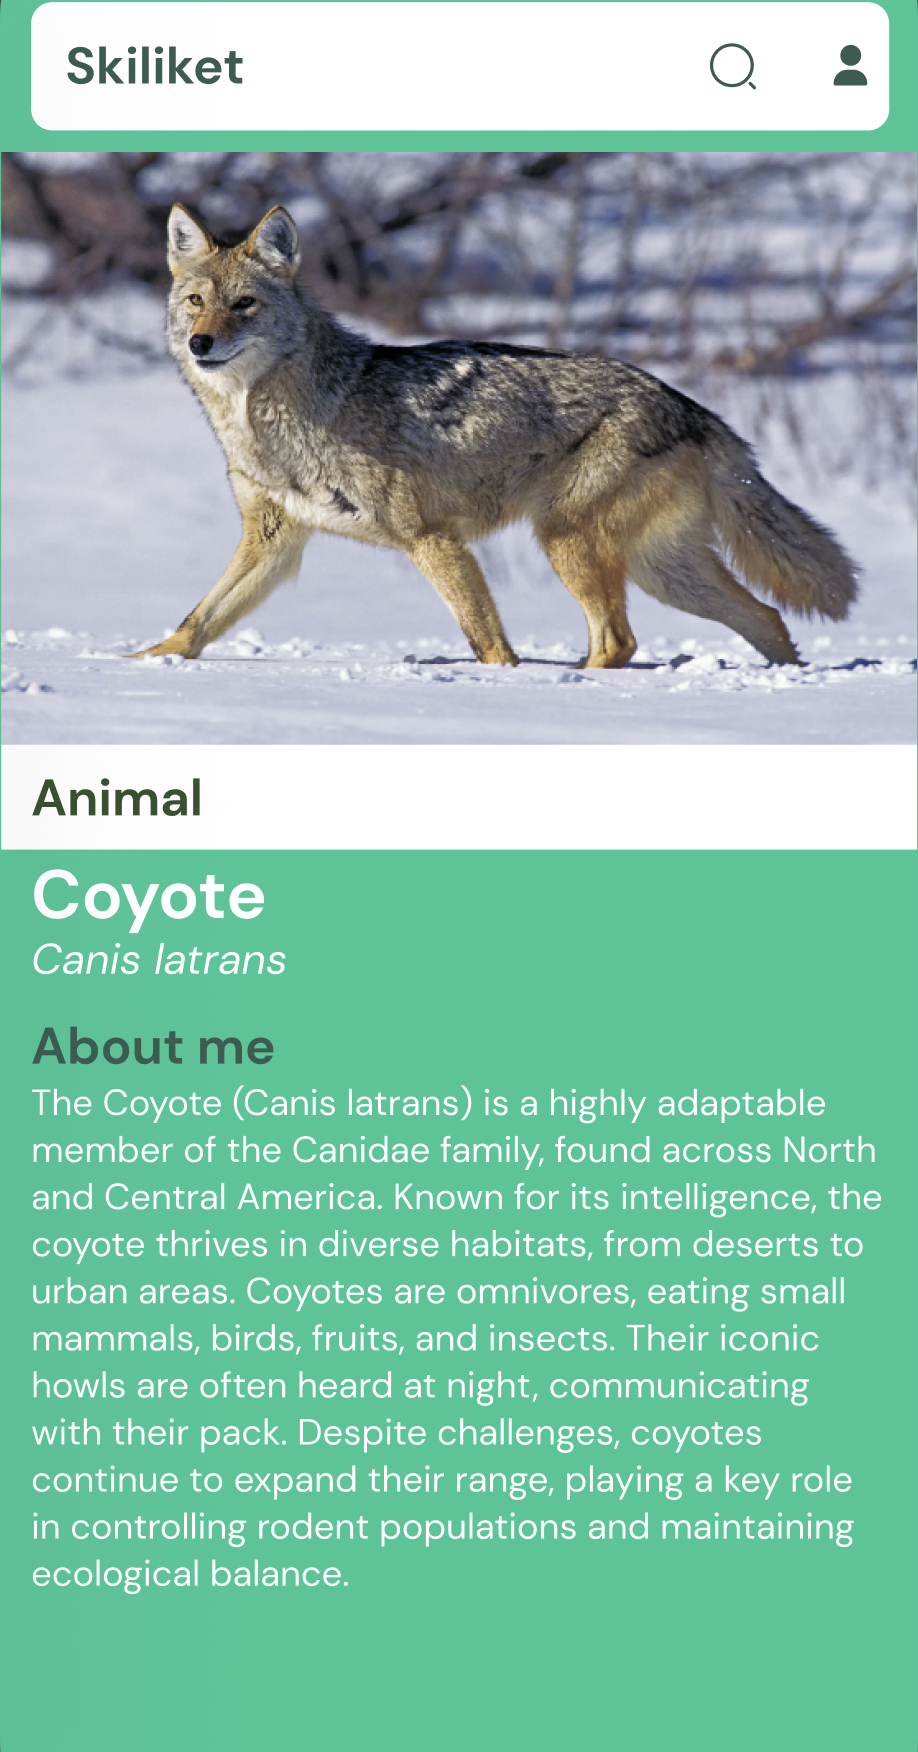 Skiliket
Animal
Coyote
Canis latrans
About me
The Coyote (Canis latrans) is a highly adaptable
member of the Canidae family, found across North
and Central America. Known for its intelligence, the
coyote thrives in diverse habitats, from deserts to
urban areas. Coyotes are omnivores, eating small
mammals, birds, fruits, and insects. Their iconic
howls are often heard at night, communicating
with their pack. Despite challenges, coyotes
continue to expand their range, playing a key role
in controlling rodent populations and maintaining
ecological balance.